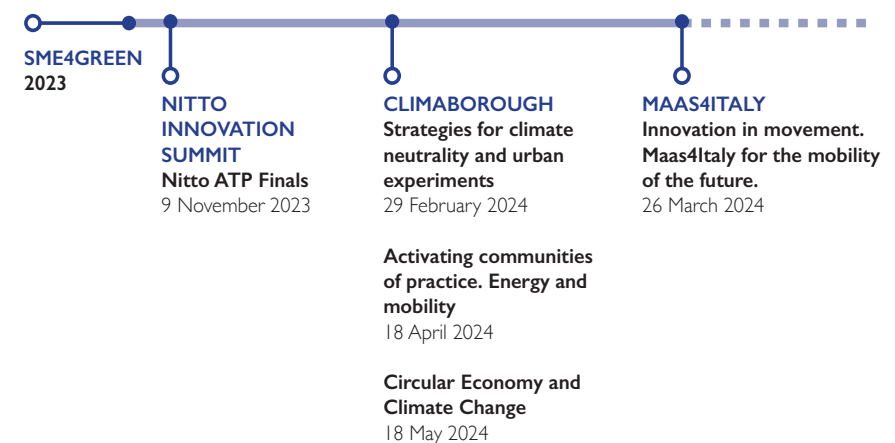 SME4GREEN
2023
NITTO
INNOVATION
SUMMIT
Nitto ATP Finals
9 November 2023
CLIMABOROUGH
Strategies for climate
neutrality and urban
experiments
29 February 2024
Activating communities
of practice. Energy and
mobility
18 April 2024
Circular Economy and
Climate Change
18 May 2024
MAAS4ITALY
Innovation in movement.
Maas4Italy for the mobility
of the future.
26 March 2024